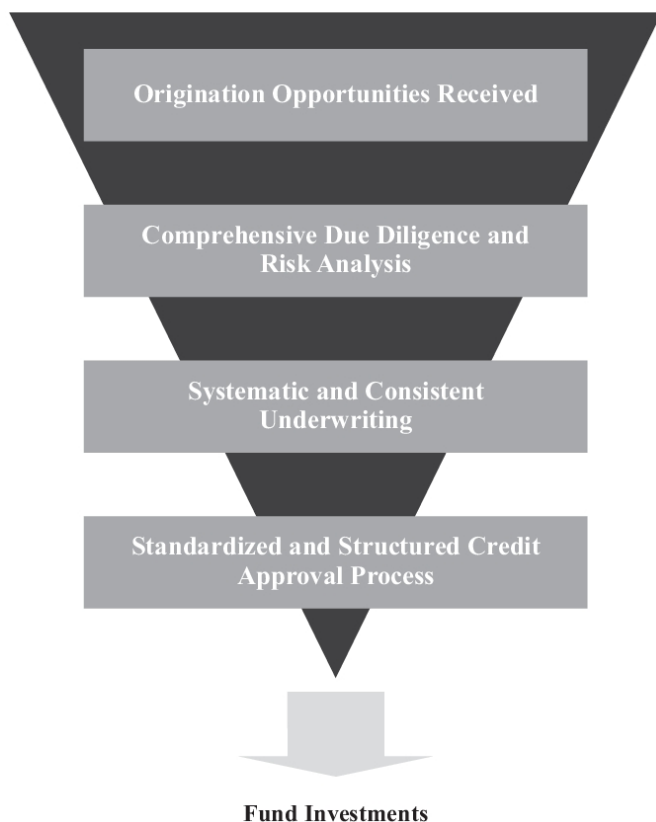 Origination Opportunities Received
Comprehensive Due Diligence and
Risk Analysis
Systematic and Consistent
Underwriting
Standardized and Structured Credit
Approval Process
Fund Investments